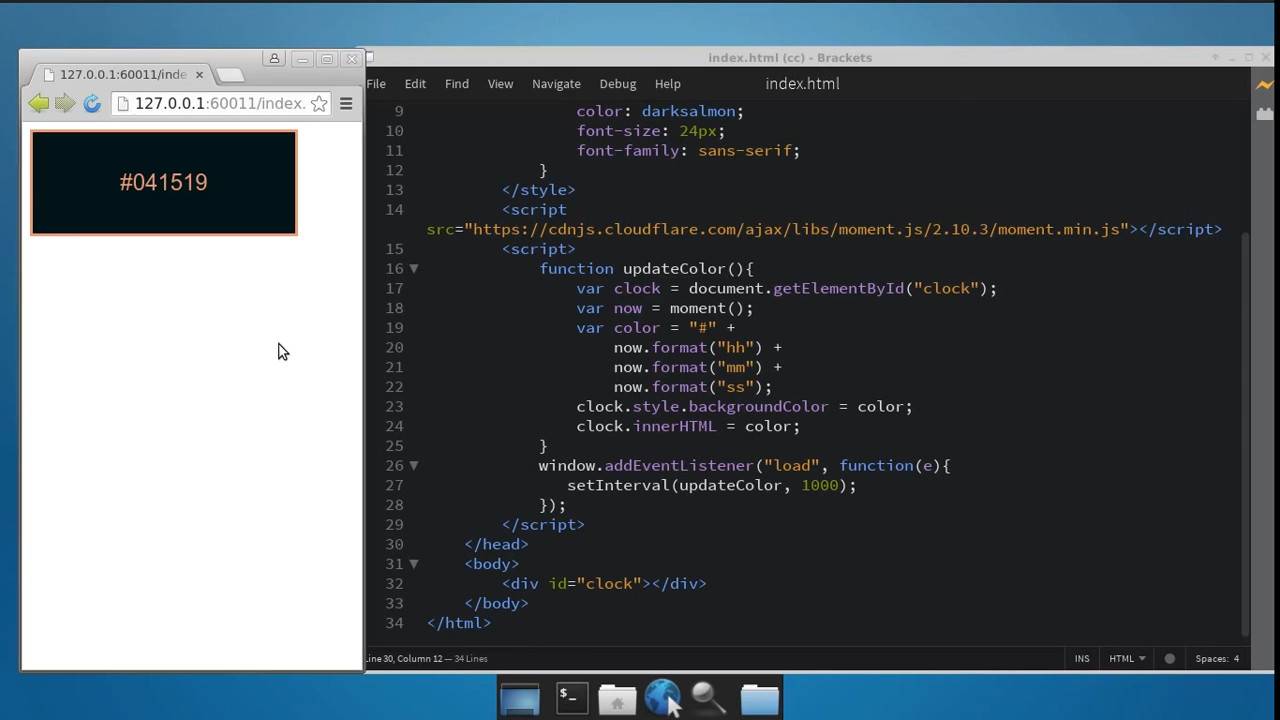 127.0.0.1:60011/inde
127.0.0.1:60011/index.
#041519
index.html (cc) - Brackets
File Edit Find View Navigate Debug Help index.html
9 color: darksalmon;
10 font-size: 24px;
11 font-family: sans-serif;
12 }
13 </style>
14 <script
src="https://cdnjs.cloudflare.com/ajax/libs/moment.js/2.10.3/moment.min.js"></script>
15 <script>
16 function updateColor(){
17 var clock = document.getElementById("clock");
18 var now = moment();
19 var color = "#" +
20 now.format("hh") +
21 now.format("mm") +
22 now.format("ss");
23 clock.style.backgroundColor = color;
24 clock.innerHTML = color;
25 }
26 window.addEventListener("load", function(e){
27 setInterval(updateColor, 1000);
28 });
29 </script>
30 </head>
31 <body>
32 <div id="clock"></div>
33 </body>
34 </html>
Line 30, Column 12 — 34 Lines INS HTML Spaces: 4
>_